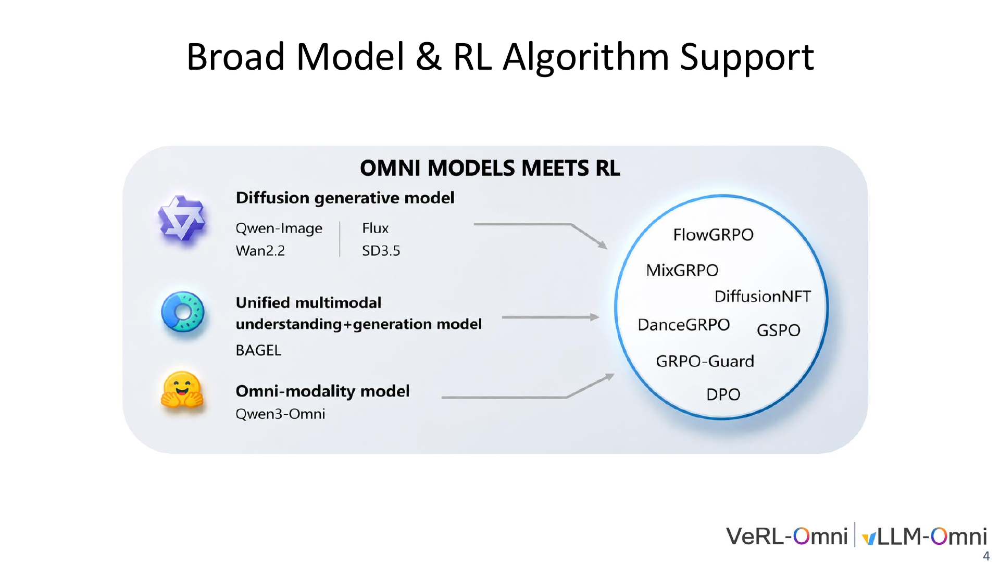 Broad Model & RL Algorithm Support
OMNI MODELS MEETS RL
Diffusion generative model
Qwen-Image
Wan2.2
Flux
SD3.5
Unified multimodal
understanding+generation model
BAGEL
Omni-modality model
Qwen3-Omni
FlowGRPO
MixGRPO
DiffusionNFT
DanceGRPO
GSPO
GRPO-Guard
DPO
VeRL-Omni
vLLM-Omni
4